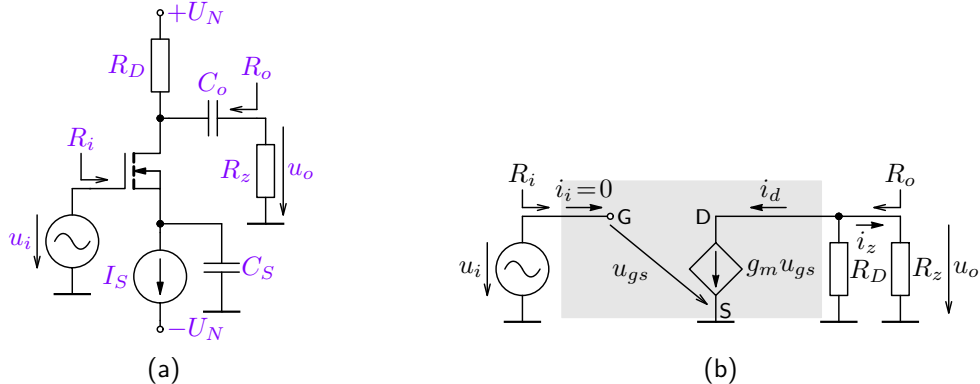 +U_N
R_D
C_o
R_o
R_i
R_z
u_o
u_i
I_S
C_S
−U_N
(a)
R_i
i_i=0
G
D
i_d
R_o
i_z
u_i
u_gs
g_m u_gs
R_D
R_z
u_o
S
(b)